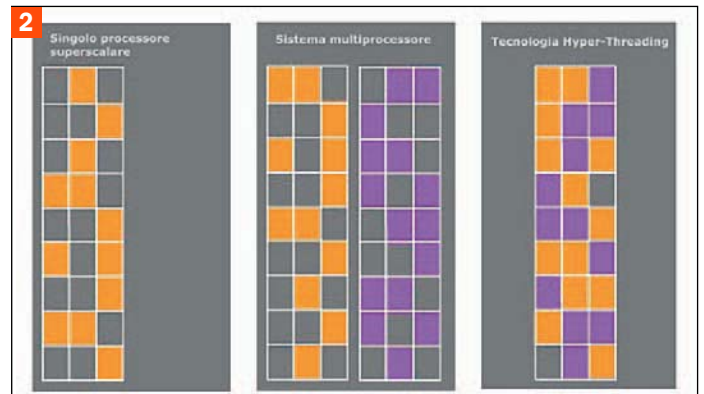 2
Singolo processore
superscalare
Sistema multiprocessore
Tecnologia Hyper-Threading